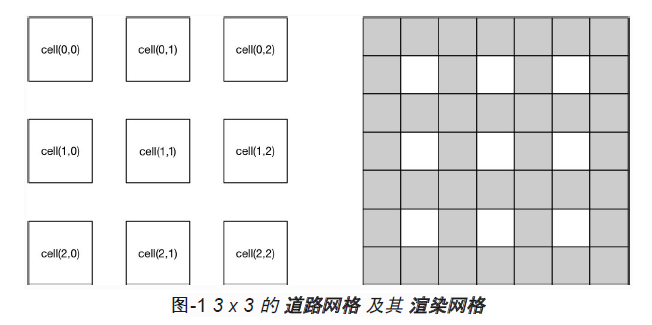 cell(0,0) cell(0,1) cell(0,2)
cell(1,0) cell(1,1) cell(1,2)
cell(2,0) cell(2,1) cell(2,2)
图-1 3 x 3 的 道路网格 及其 渲染网格